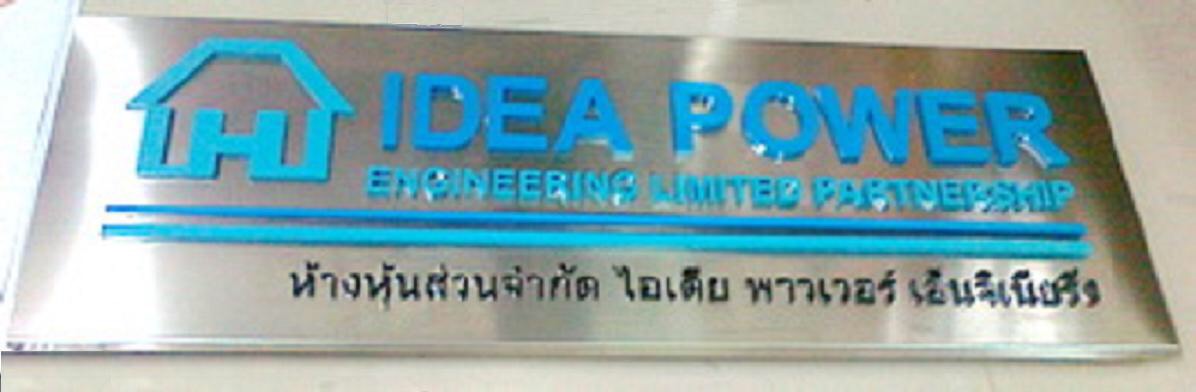 IDEA POWER
ENGINEERING LIMITED PARTNERSHIP
ห้างหุ้นส่วนจำกัด ไอเดีย พาวเวอร์ เอ็นจิเนียริ่ง